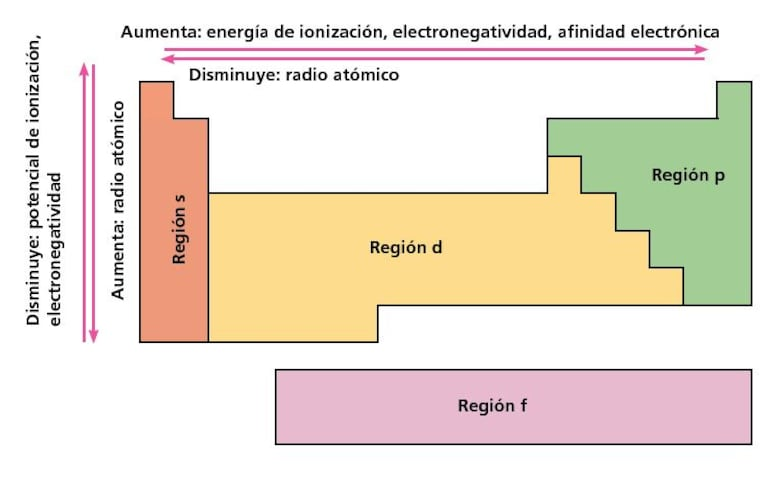 Aumenta: energía de ionización, electronegatividad, afinidad electrónica
Disminuye: radio atómico
Disminuye: potencial de ionización,
electronegatividad
Aumenta: radio atómico
Región s
Región d
Región p
Región f